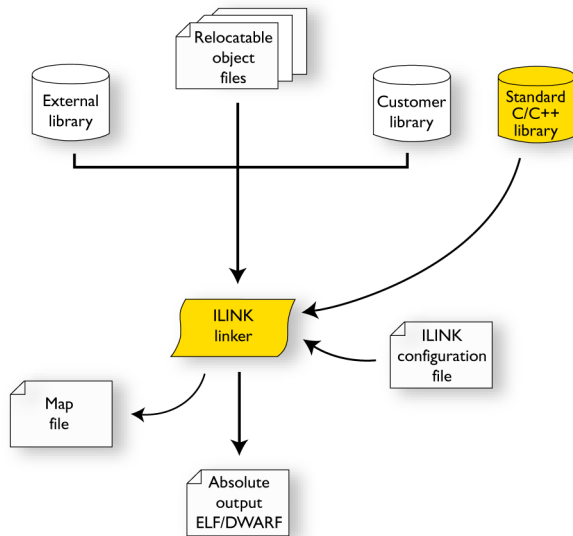 Relocatable
object
files
External
library
Customer
library
Standard
C/C++
library
ILINK
linker
ILINK
configuration
file
Map
file
Absolute
output
ELF/DWARF